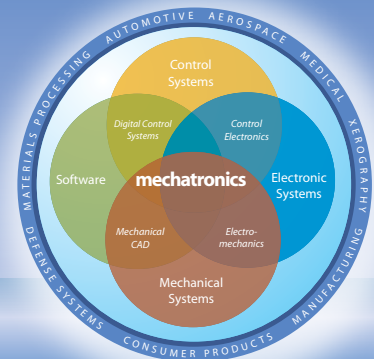 MATERIALS PROCESSING AUTOMOTIVE AEROSPACE MEDICAL XEROGRAPHY
Control
Systems
Digital Control
Systems
Control
Electronics
Software
mechatronics
Electronic
Systems
Mechanical
CAD
Electro-
mechanics
Mechanical
Systems
DEFENSE SYSTEMS CONSUMER PRODUCTS MANUFACTURING